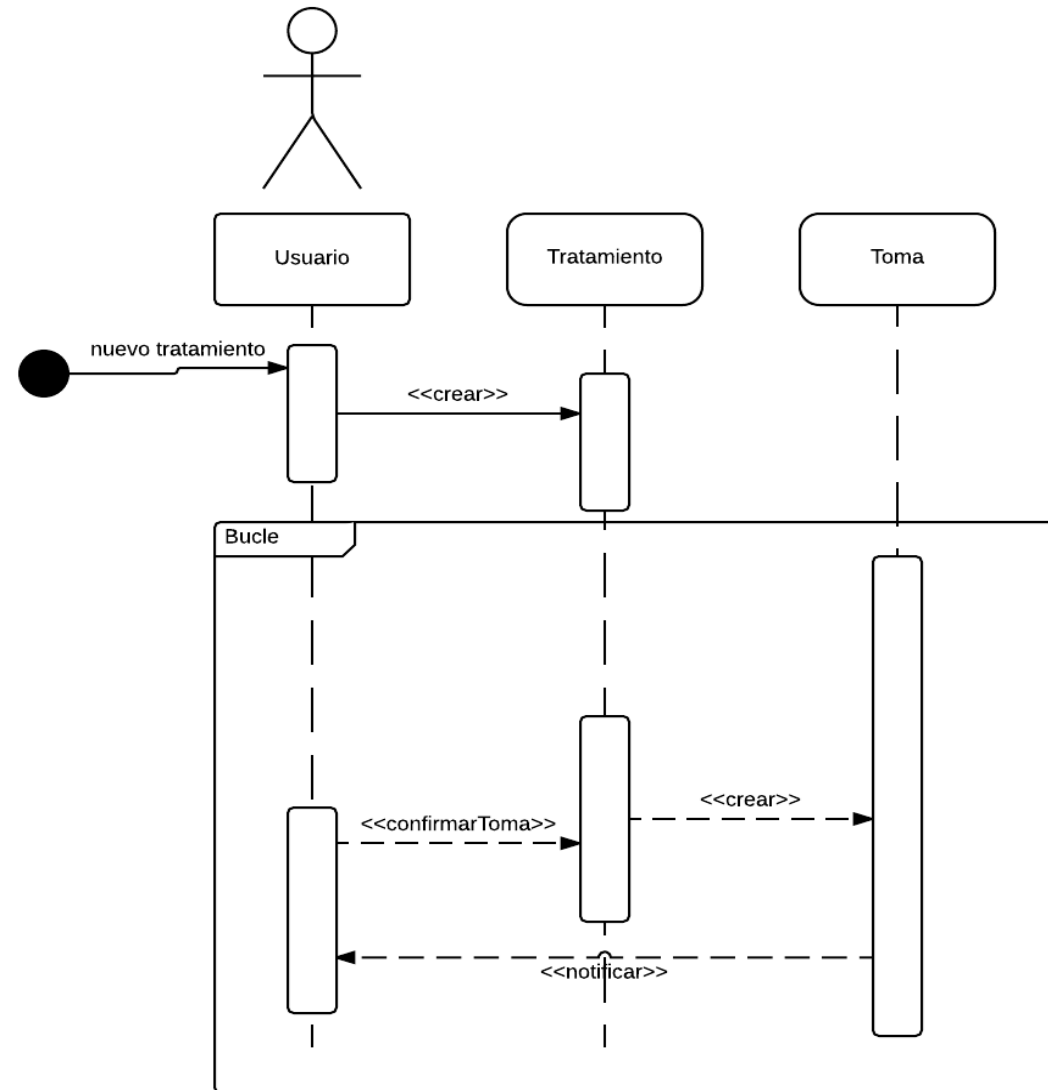 Usuario
Tratamiento
Toma
nuevo tratamiento
<<crear>>
Bucle
<<crear>>
<<confirmarToma>>
<<notificar>>